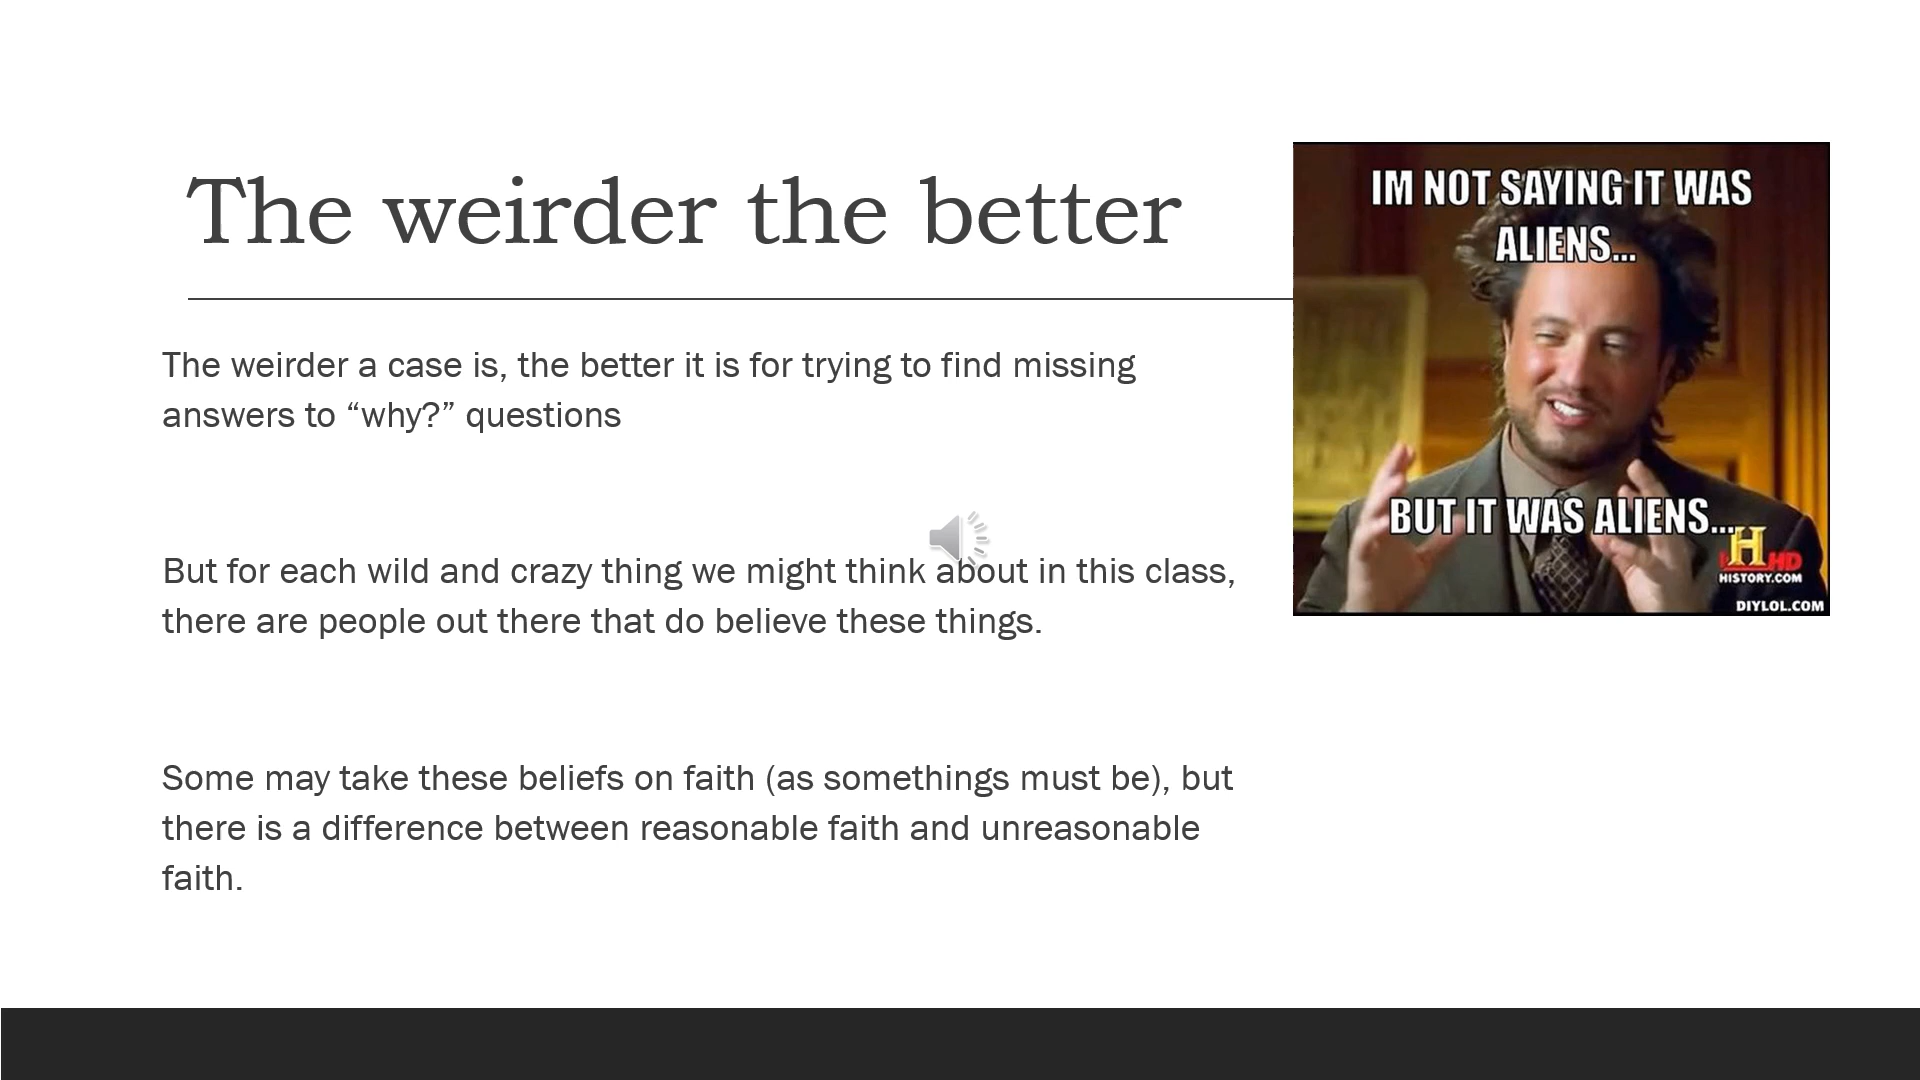 The weirder the better
The weirder a case is, the better it is for trying to find missing
answers to “why?” questions
But for each wild and crazy thing we might think about in this class,
there are people out there that do believe these things.
Some may take these beliefs on faith (as somethings must be), but
there is a difference between reasonable faith and unreasonable
faith.
IM NOT SAYING IT WAS
ALIENS...
BUT IT WAS ALIENS...
H HD
HISTORY.COM
DIYLOL.COM